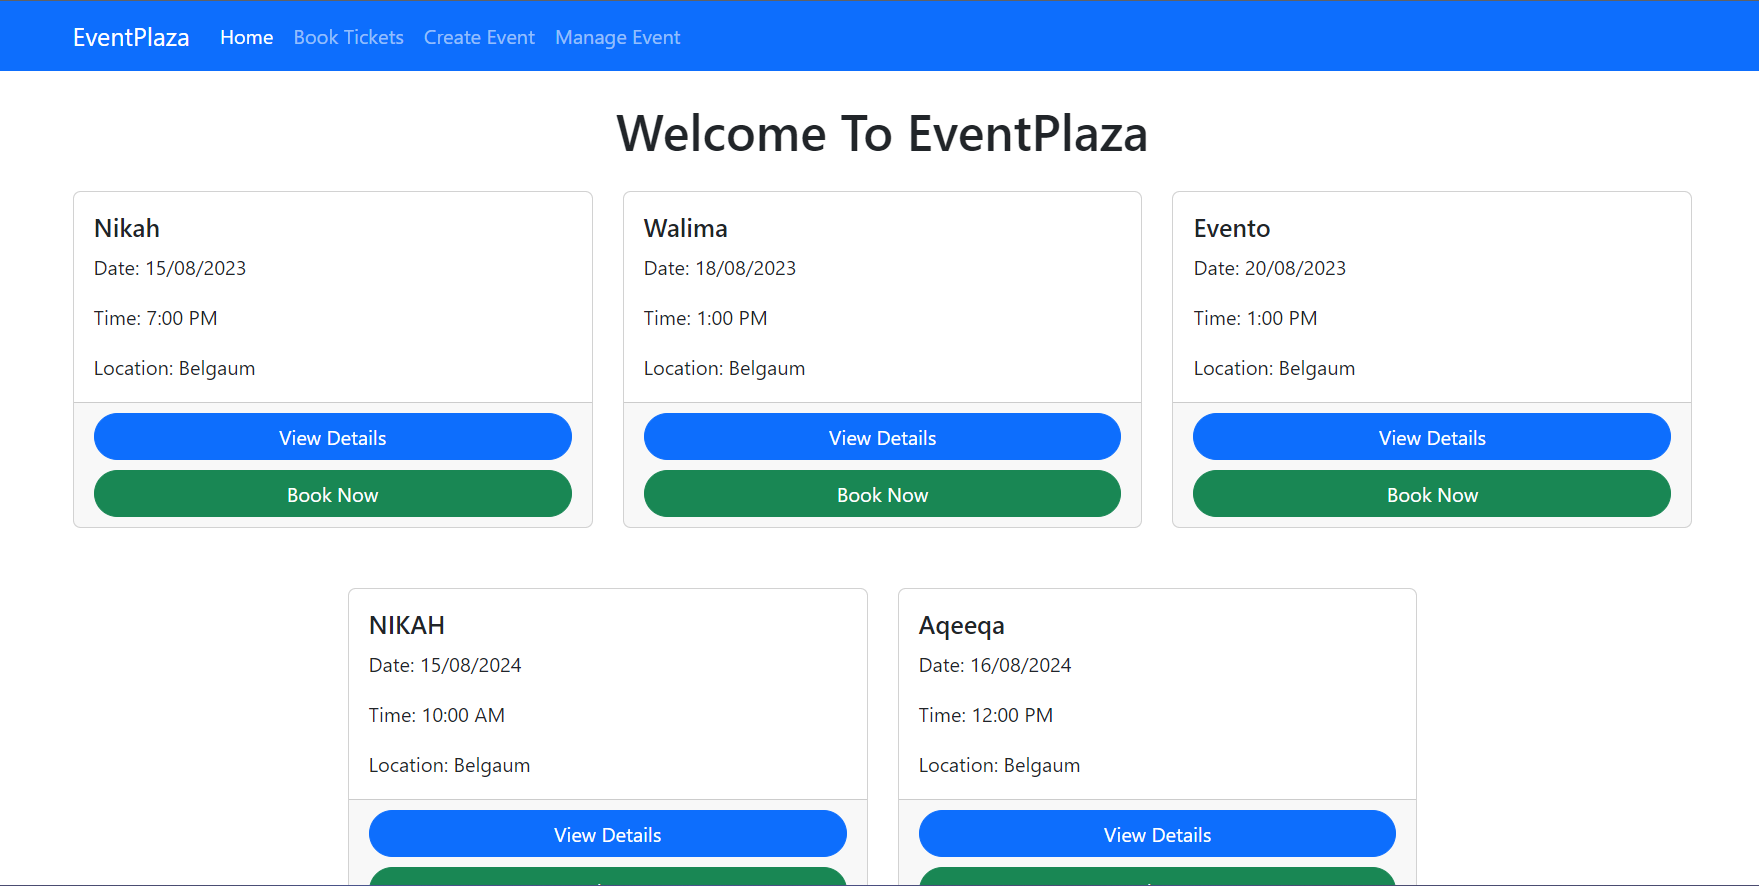 EventPlaza Home Book Tickets Create Event Manage Event
Welcome To EventPlaza
Nikah
Date: 15/08/2023
Time: 7:00 PM
Location: Belgaum
View Details
Book Now
Walima
Date: 18/08/2023
Time: 1:00 PM
Location: Belgaum
View Details
Book Now
Evento
Date: 20/08/2023
Time: 1:00 PM
Location: Belgaum
View Details
Book Now
NIKAH
Date: 15/08/2024
Time: 10:00 AM
Location: Belgaum
View Details
Aqeeqa
Date: 16/08/2024
Time: 12:00 PM
Location: Belgaum
View Details